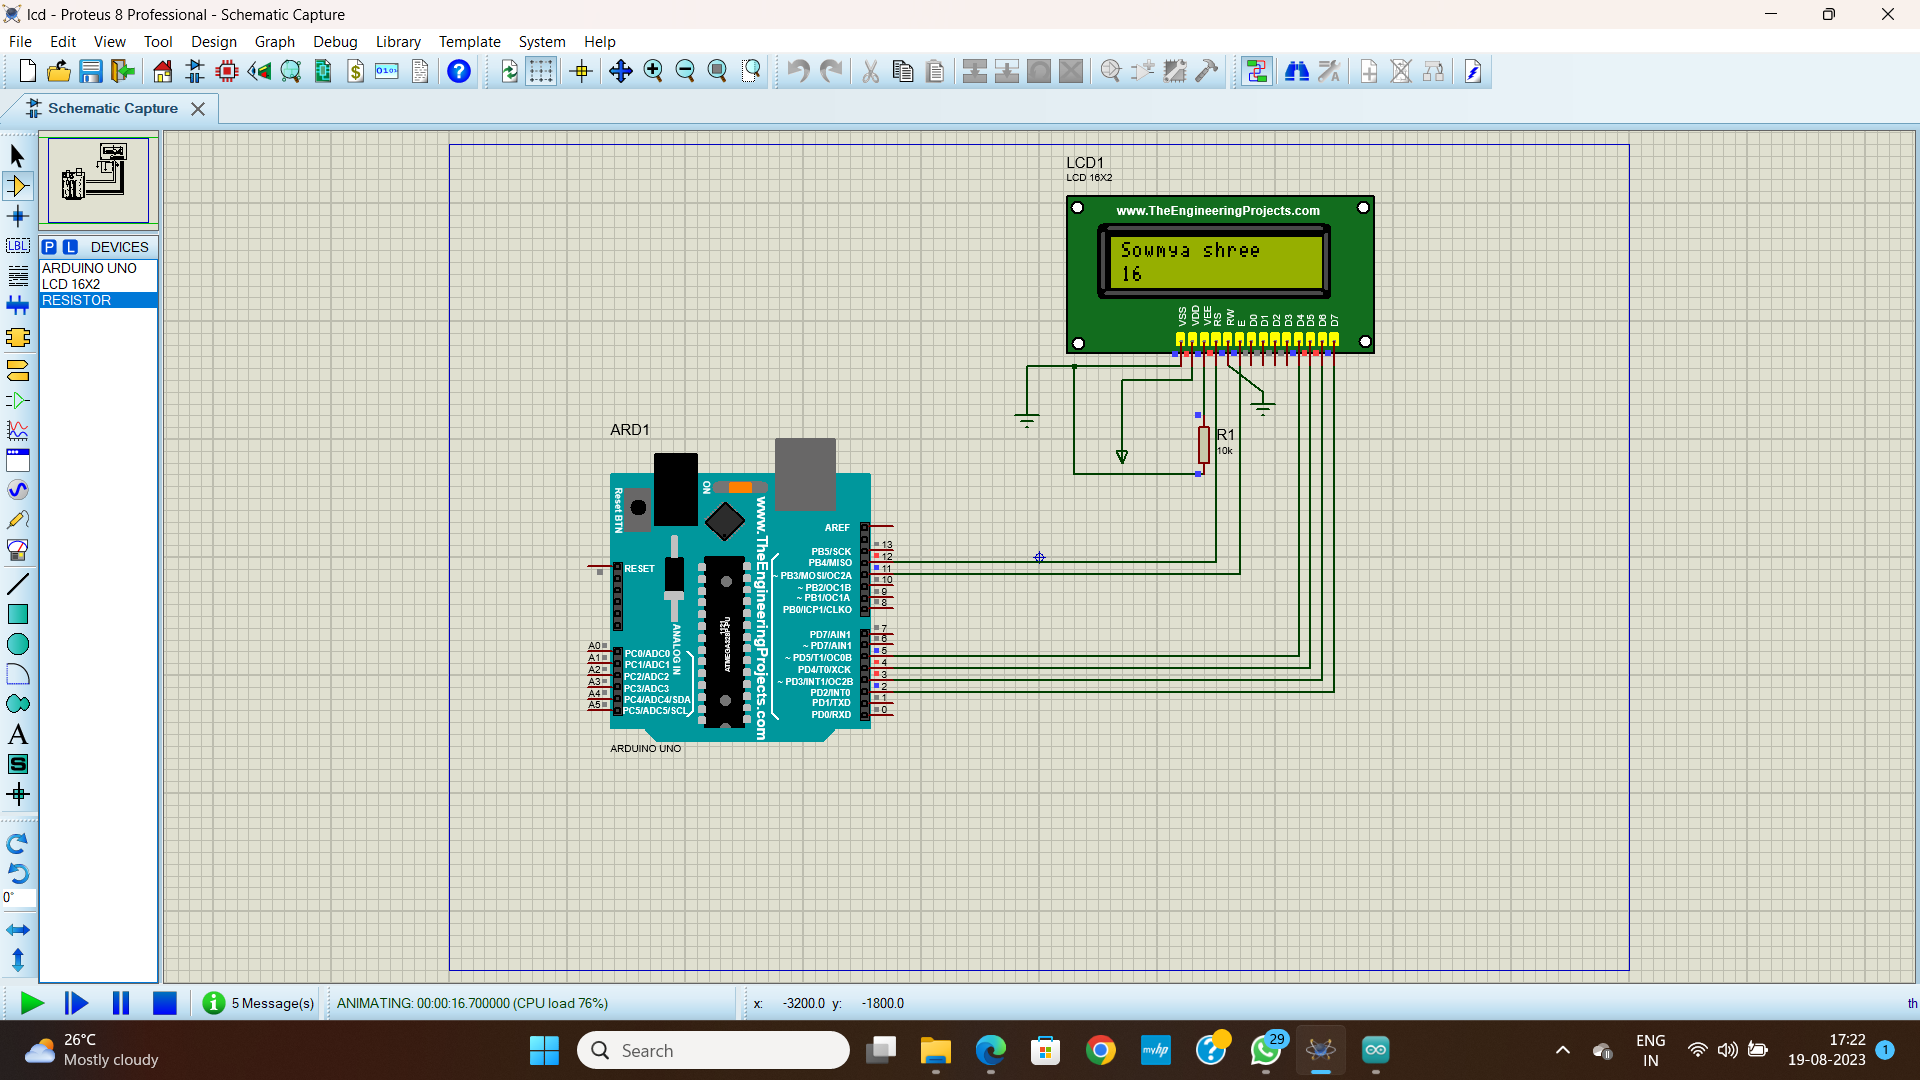 lcd - Proteus 8 Professional - Schematic Capture
File Edit View Tool Design Graph Debug Library Template System Help
Schematic Capture
P L DEVICES
ARDUINO UNO
LCD 16X2
RESISTOR
LBL
A
S
0°
LCD1
LCD 16X2
www.TheEngineeringProjects.com
Sowmya shree
16
VSS VDD VEE RS RW E D0 D1 D2 D3 D4 D5 D6 D7
R1
10k
ARD1
Reset BTN
ON
www.TheEngineeringProjects.com
RESET
ANALOG IN
AREF
PB5/SCK 13
PB4/MISO 12
~ PB3/MOSI/OC2A 11
~ PB2/OC1B 10
~ PB1/OC1A 9
PB0/ICP1/CLKO 8
PD7/AIN1 7
~ PD7/AIN1 6
~ PD5/T1/OC0B 5
PD4/T0/XCK 4
~ PD3/INT1/OC2B 3
PD2/INT0 2
PD1/TXD 1
PD0/RXD 0
A0 PC0/ADC0
A1 PC1/ADC1
A2 PC2/ADC2
A3 PC3/ADC3
A4 PC4/ADC4/SDA
A5 PC5/ADC5/SCL
ARDUINO UNO
5 Message(s) ANIMATING: 00:00:16.700000 (CPU load 76%) x: -3200.0 y: -1800.0 th
26°C
Mostly cloudy
Search
myhp
29
ENG
IN
17:22
19-08-2023
1